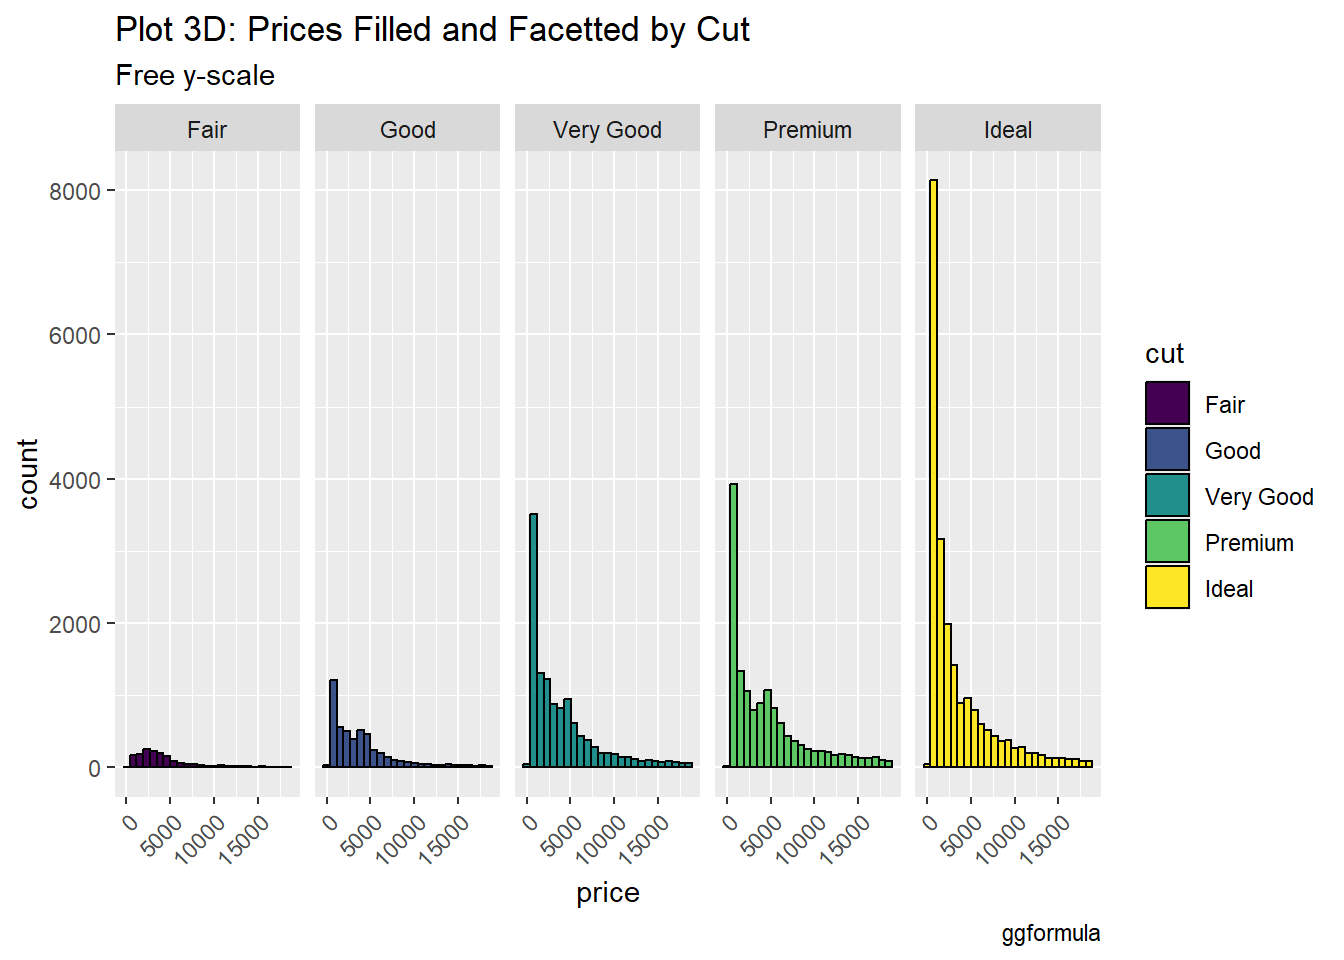 Plot 3D: Prices Filled and Facetted by Cut
Free y-scale
Fair Good Very Good Premium Ideal
8000
6000
4000
2000
0
count
0 5000 10000 15000 0 5000 10000 15000 0 5000 10000 15000 0 5000 10000 15000 0 5000 10000 15000
price
cut
Fair
Good
Very Good
Premium
Ideal
ggformula